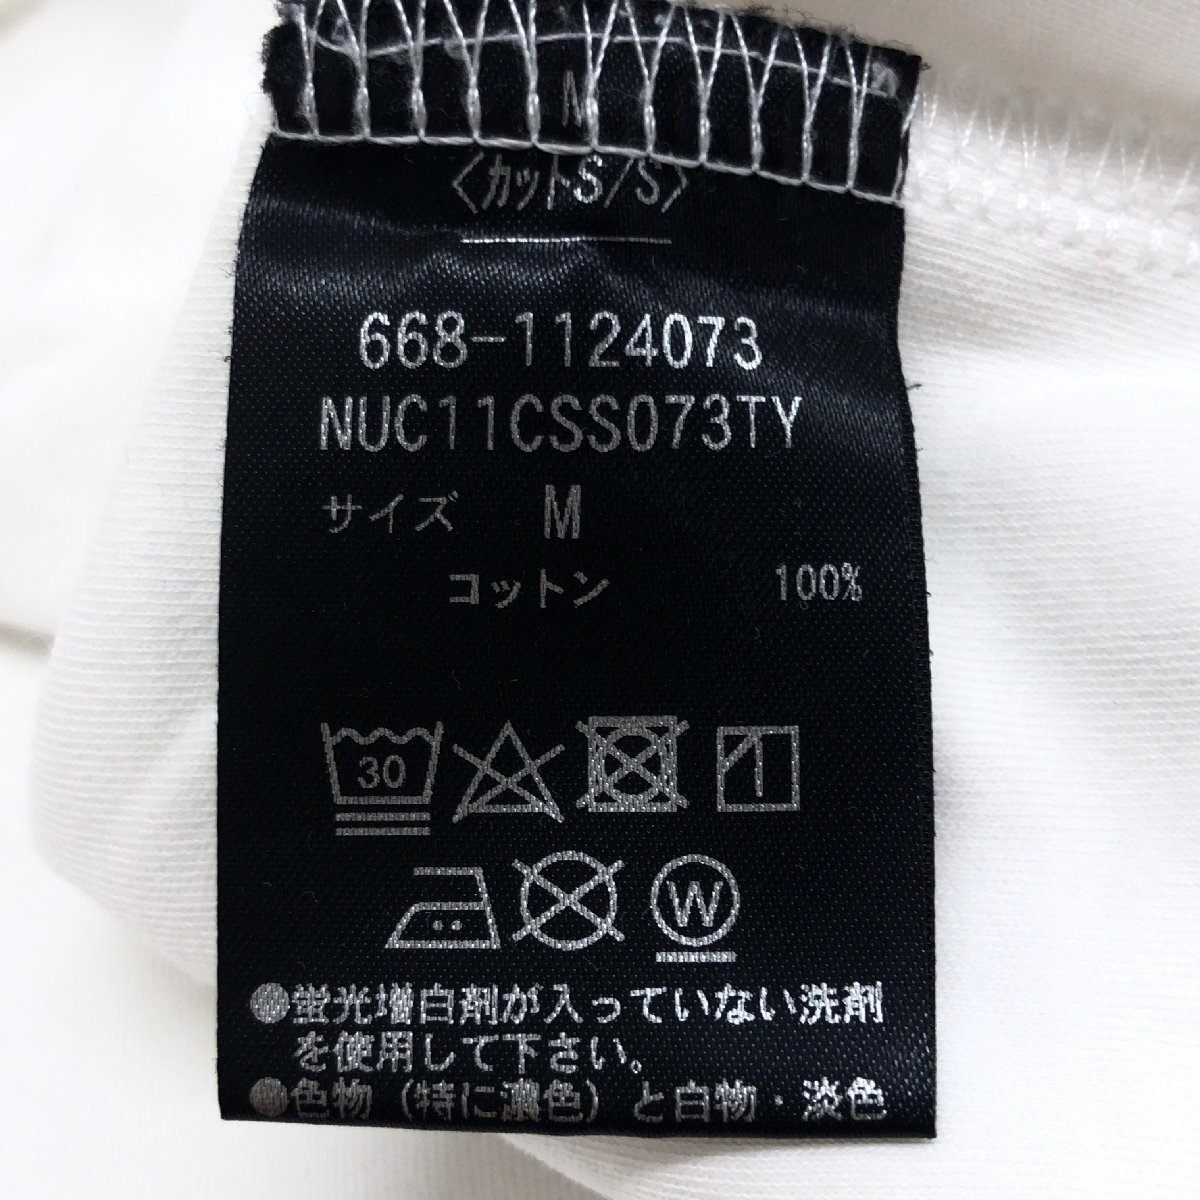 M
〈カットS/S〉
668-1124073
NUC11CSS073TY
サイズ M
コットン 100%
30
W
●蛍光増白剤が入っていない洗剤
を使用して下さい。
●色物（特に濃色）と白物・淡色